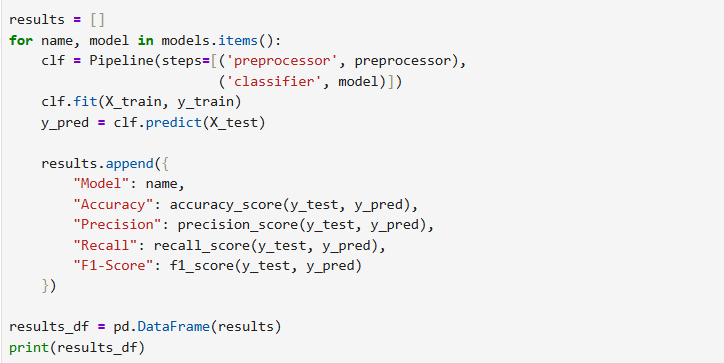 results = []
for name, model in models.items():
    clf = Pipeline(steps=[('preprocessor', preprocessor),
                          ('classifier', model)])
    clf.fit(X_train, y_train)
    y_pred = clf.predict(X_test)

    results.append({
        "Model": name,
        "Accuracy": accuracy_score(y_test, y_pred),
        "Precision": precision_score(y_test, y_pred),
        "Recall": recall_score(y_test, y_pred),
        "F1-Score": f1_score(y_test, y_pred)
    })

results_df = pd.DataFrame(results)
print(results_df)